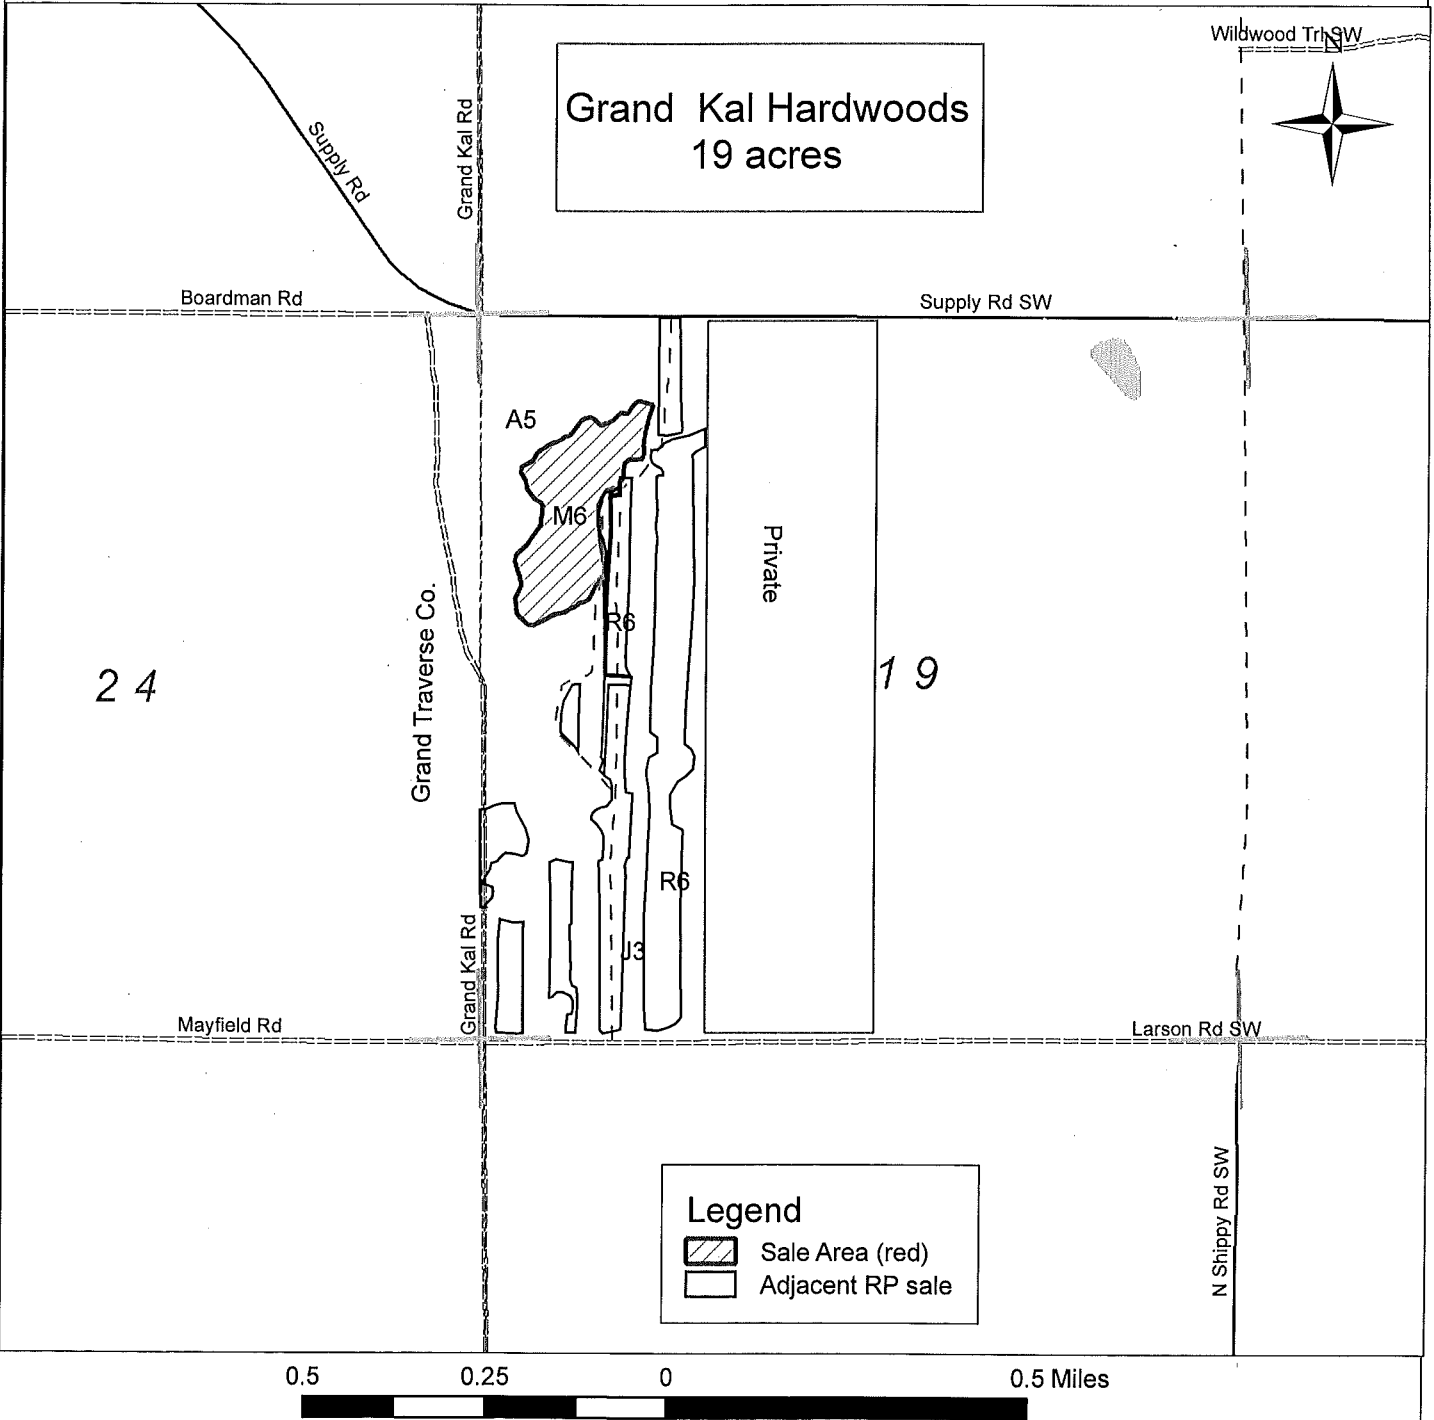 Wildwood Trl SW
N
Grand Kal Hardwoods
19 acres
Grand Kal Rd
Supply Rd
Boardman Rd
Supply Rd SW
A5
M6
Private
R6
Grand Traverse Co.
24
19
R6
J3
Grand Kal Rd
Mayfield Rd
Larson Rd SW
N Shippy Rd SW
Legend
Sale Area (red)
Adjacent RP sale
0.5 0.25 0 0.5 Miles